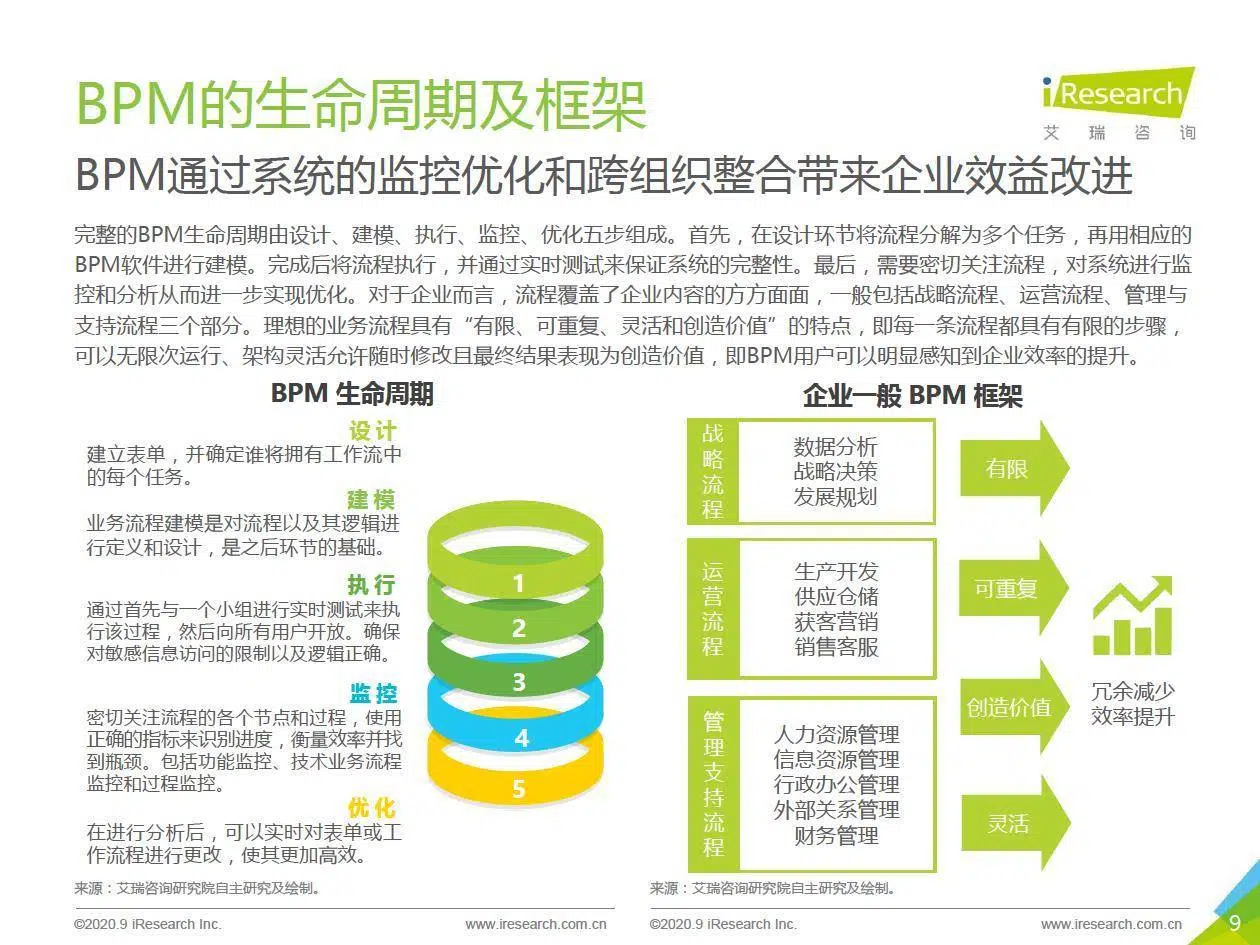 BPM的生命周期及框架
iResearch
艾瑞咨询
BPM通过系统的监控优化和跨组织整合带来企业效益改进
完整的BPM生命周期由设计、建模、执行、监控、优化五步组成。首先，在设计环节将流程分解为多个任务，再用相应的
BPM软件进行建模。完成后将流程执行，并通过实时测试来保证系统的完整性。最后，需要密切关注流程，对系统进行监
控和分析从而进一步实现优化。对于企业而言，流程覆盖了企业内容的方方面面，一般包括战略流程、运营流程、管理与
支持流程三个部分。理想的业务流程具有“有限、可重复、灵活和创造价值”的特点，即每一条流程都具有有限的步骤，
可以无限次运行、架构灵活允许随时修改且最终结果表现为创造价值，即BPM用户可以明显感知到企业效率的提升。
BPM 生命周期
设计
建立表单，并确定谁将拥有工作流中
的每个任务。
建模
业务流程建模是对流程以及其逻辑进
行定义和设计，是之后环节的基础。
执行
通过首先与一个小组进行实时测试来执
行该过程，然后向所有用户开放。确保
对敏感信息访问的限制以及逻辑正确。
监控
密切关注流程的各个节点和过程，使用
正确的指标来识别进度，衡量效率并找
到瓶颈。包括功能监控、技术业务流程
监控和过程监控。
优化
在进行分析后，可以实时对表单或工
作流程进行更改，使其更加高效。
1
2
3
4
5
来源：艾瑞咨询研究院自主研究及绘制。
企业一般 BPM 框架
战略流程
数据分析
战略决策
发展规划
运营流程
生产开发
供应仓储
获客营销
销售客服
管理支持流程
人力资源管理
信息资源管理
行政办公管理
外部关系管理
财务管理
有限
可重复
创造价值
灵活
冗余减少
效率提升
来源：艾瑞咨询研究院自主研究及绘制。
©2020.9 iResearch Inc.
www.iresearch.com.cn
©2020.9 iResearch Inc.
www.iresearch.com.cn
9